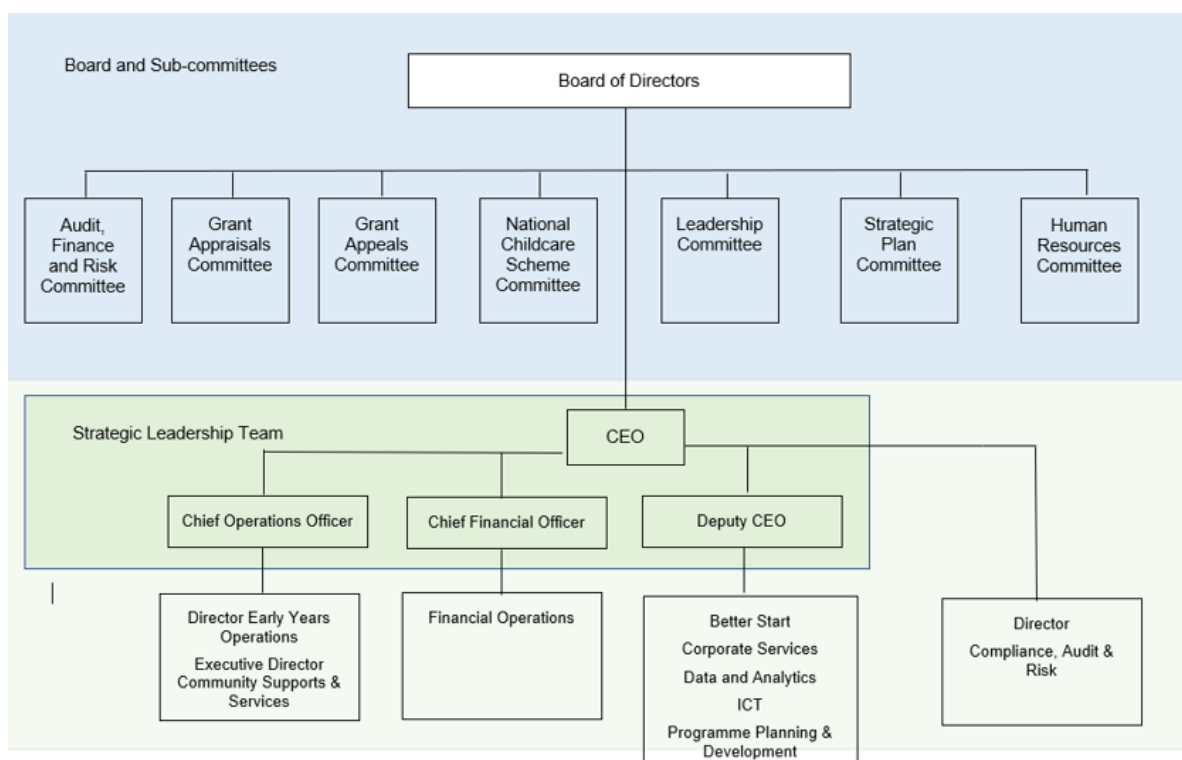 Board and Sub-committees
Board of Directors
Audit,
Finance
and Risk
Committee
Grant
Appraisals
Committee
Grant
Appeals
Committee
National
Childcare
Scheme
Committee
Leadership
Committee
Strategic
Plan
Committee
Human
Resources
Committee
Strategic Leadership Team
CEO
Chief Operations Officer
Chief Financial Officer
Deputy CEO
Director Early Years
Operations
Executive Director
Community Supports &
Services
Financial Operations
Better Start
Corporate Services
Data and Analytics
ICT
Programme Planning &
Development
Director
Compliance, Audit &
Risk